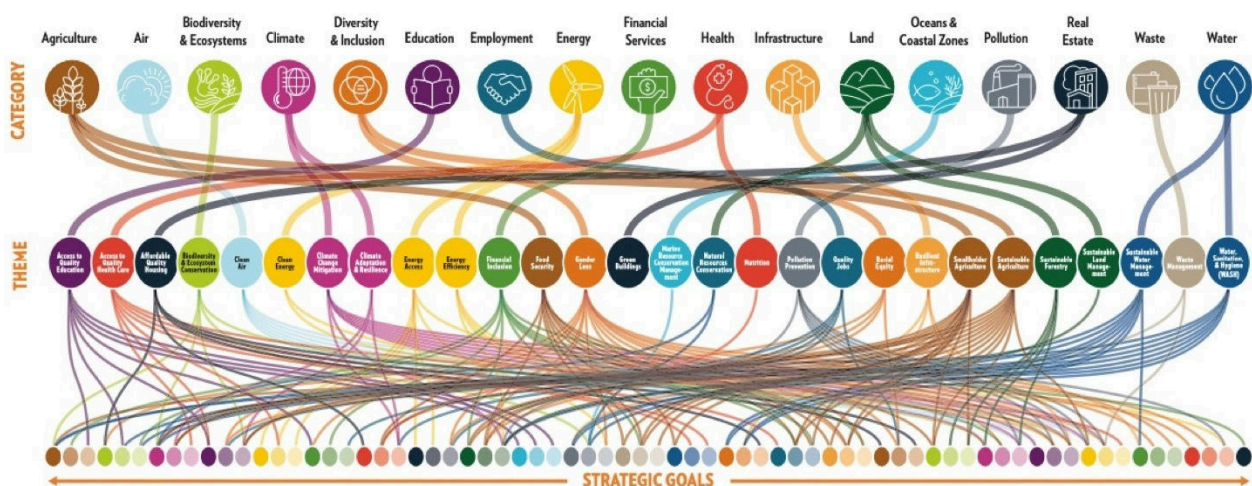 CATEGORY
Agriculture
Air
Biodiversity
& Ecosystems
Climate
Diversity
& Inclusion
Education
Employment
Energy
Financial
Services
Health
Infrastructure
Land
Oceans &
Coastal Zones
Pollution
Real
Estate
Waste
Water
THEME
Access to
Quality
Education
Access to
Quality
Health Care
Affordable
Quality
Housing
Biodiversity
& Ecosystem
Conservation
Clean
Air
Clean
Energy
Climate
Change
Mitigation
Climate
Adaptation
& Resilience
Energy
Access
Energy
Efficiency
Financial
Inclusion
Food
Security
Gender
Lens
Green
Buildings
Marine
Resource
Conservation
Manage-
ment
Natural
Resources
Conservation
Nutrition
Pollution
Prevention
Quality
Jobs
Racial
Equity
Resilient
Infra-
structure
Smallholder
Agriculture
Sustainable
Agriculture
Sustainable
Forestry
Sustainable
Land
Manage-
ment
Sustainable
Water
Manage-
ment
Waste
Management
Water,
Sanitation,
& Hygiene
(WASH)
STRATEGIC GOALS